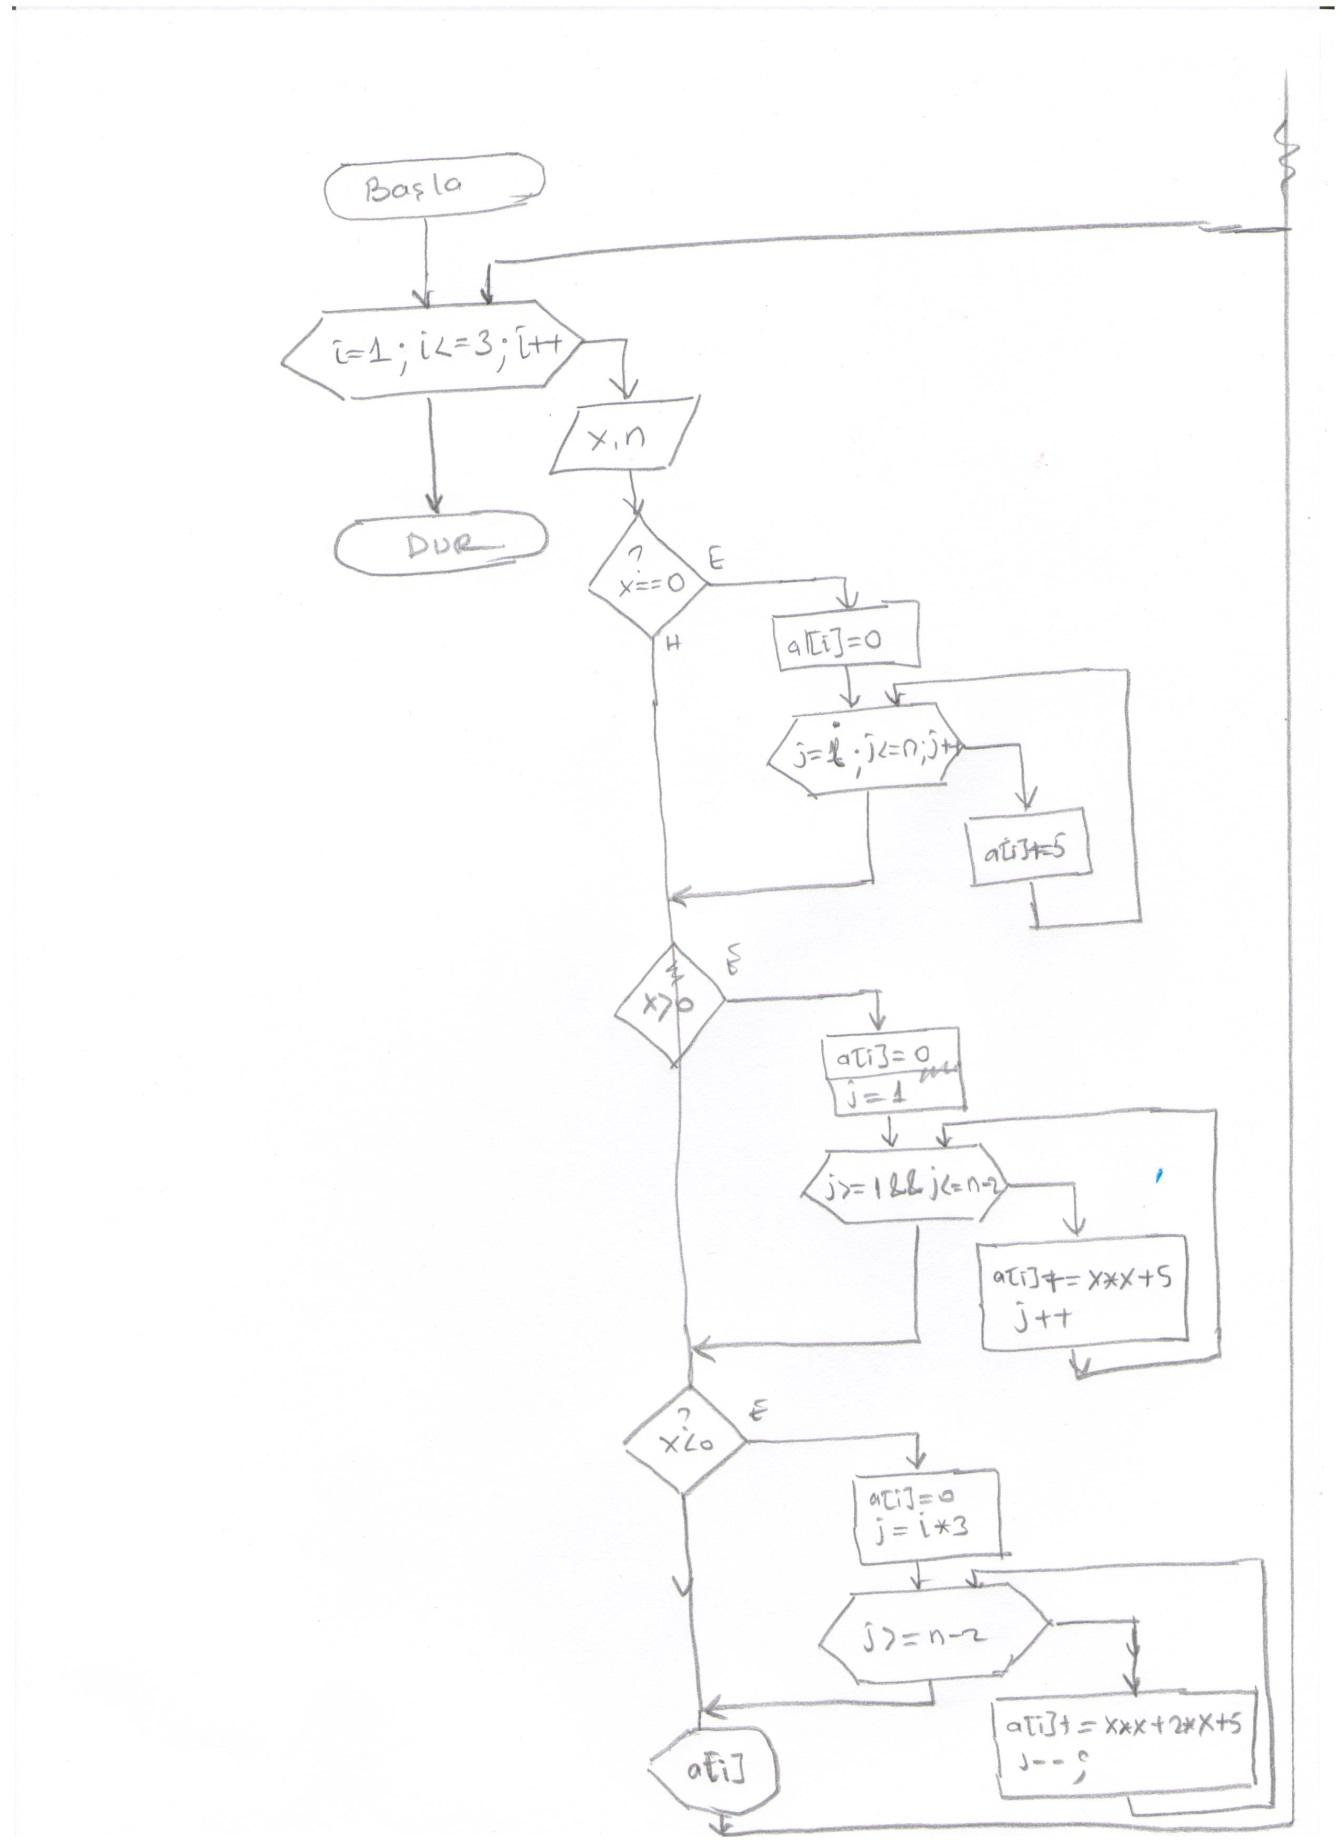 Başla
i=1; i<=3; i++
x,n
DUR
?
x==0
E
H
a[i]=0
j=i; j<=n; j++
a[i]+=5
x>0
E
a[i]=0
j=1
j>=1&&j<=n-2
a[i]+=x*x+5
j++
?
x<0
E
a[i]=0
j=i*3
j>=n-2
a[i]+=x*x+2*x+5
j--;
a[i]